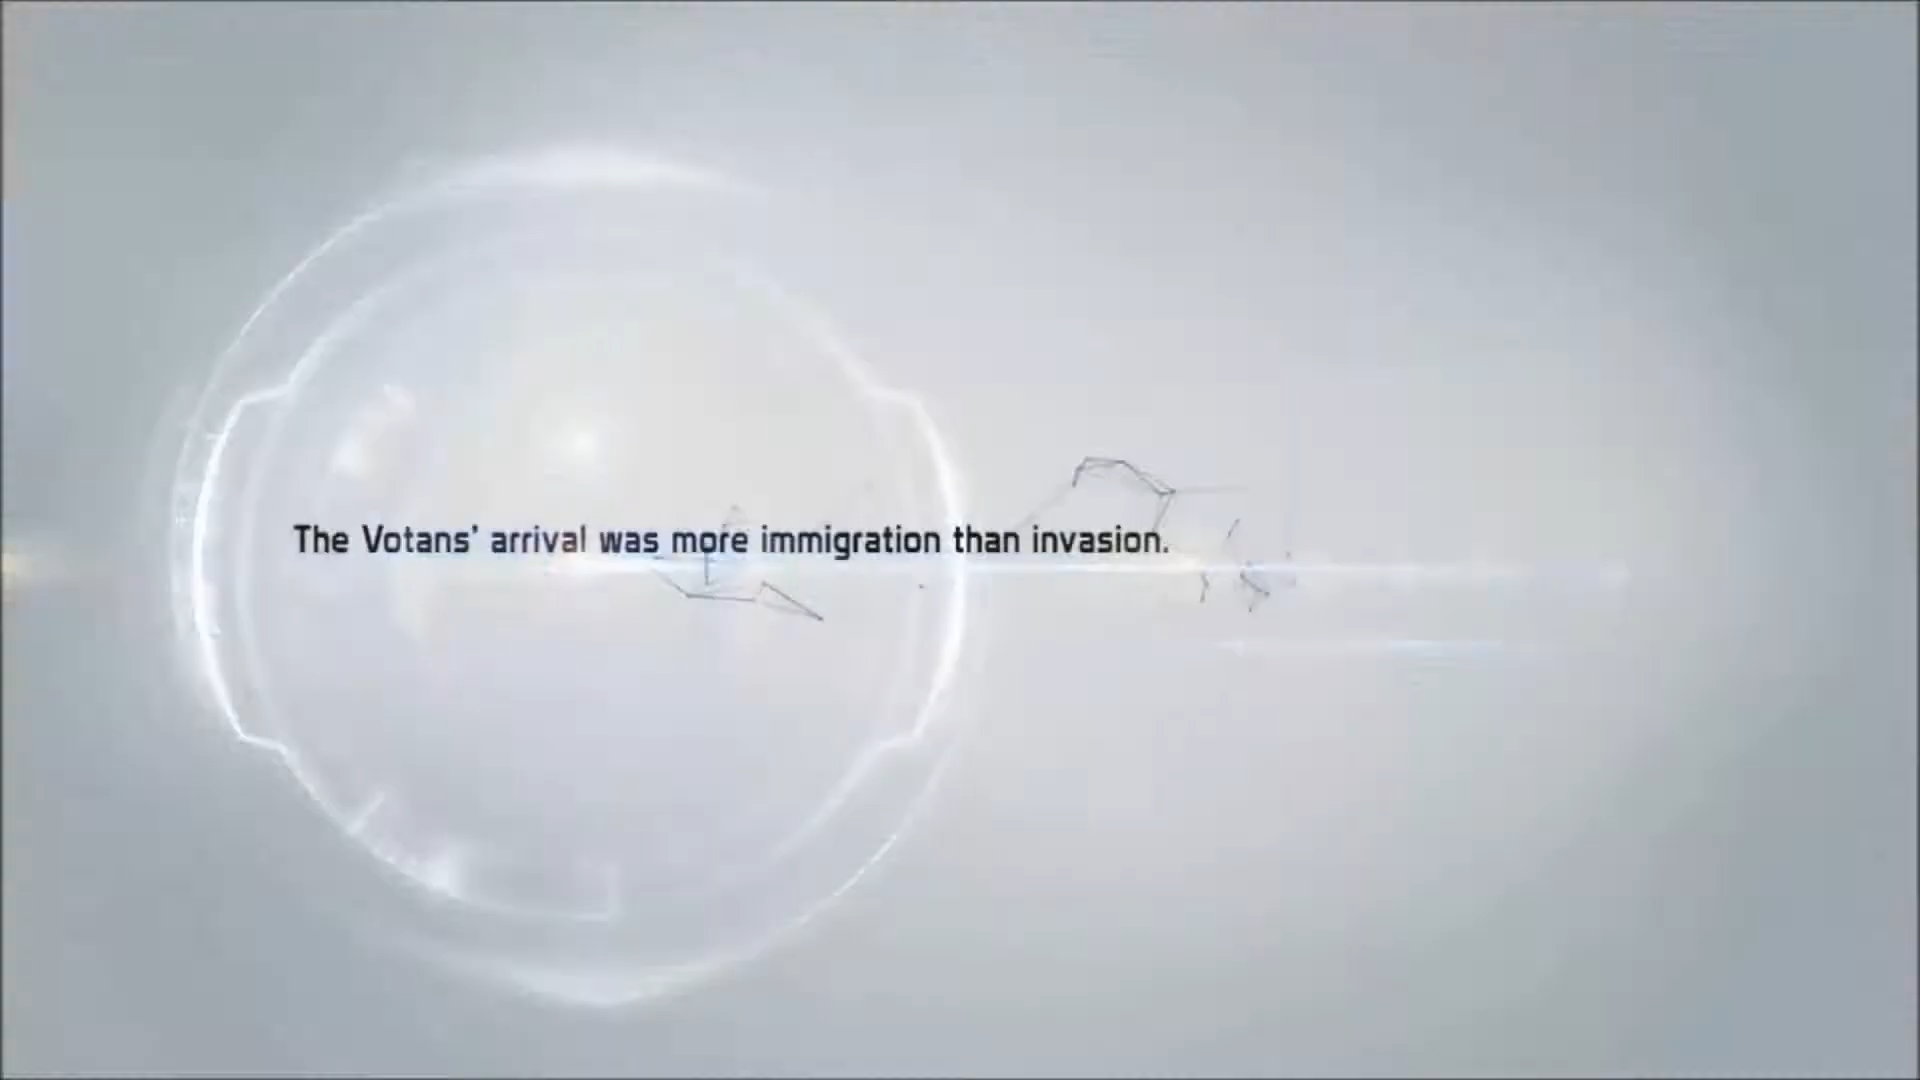 The Votans' arrival was more immigration than invasion.